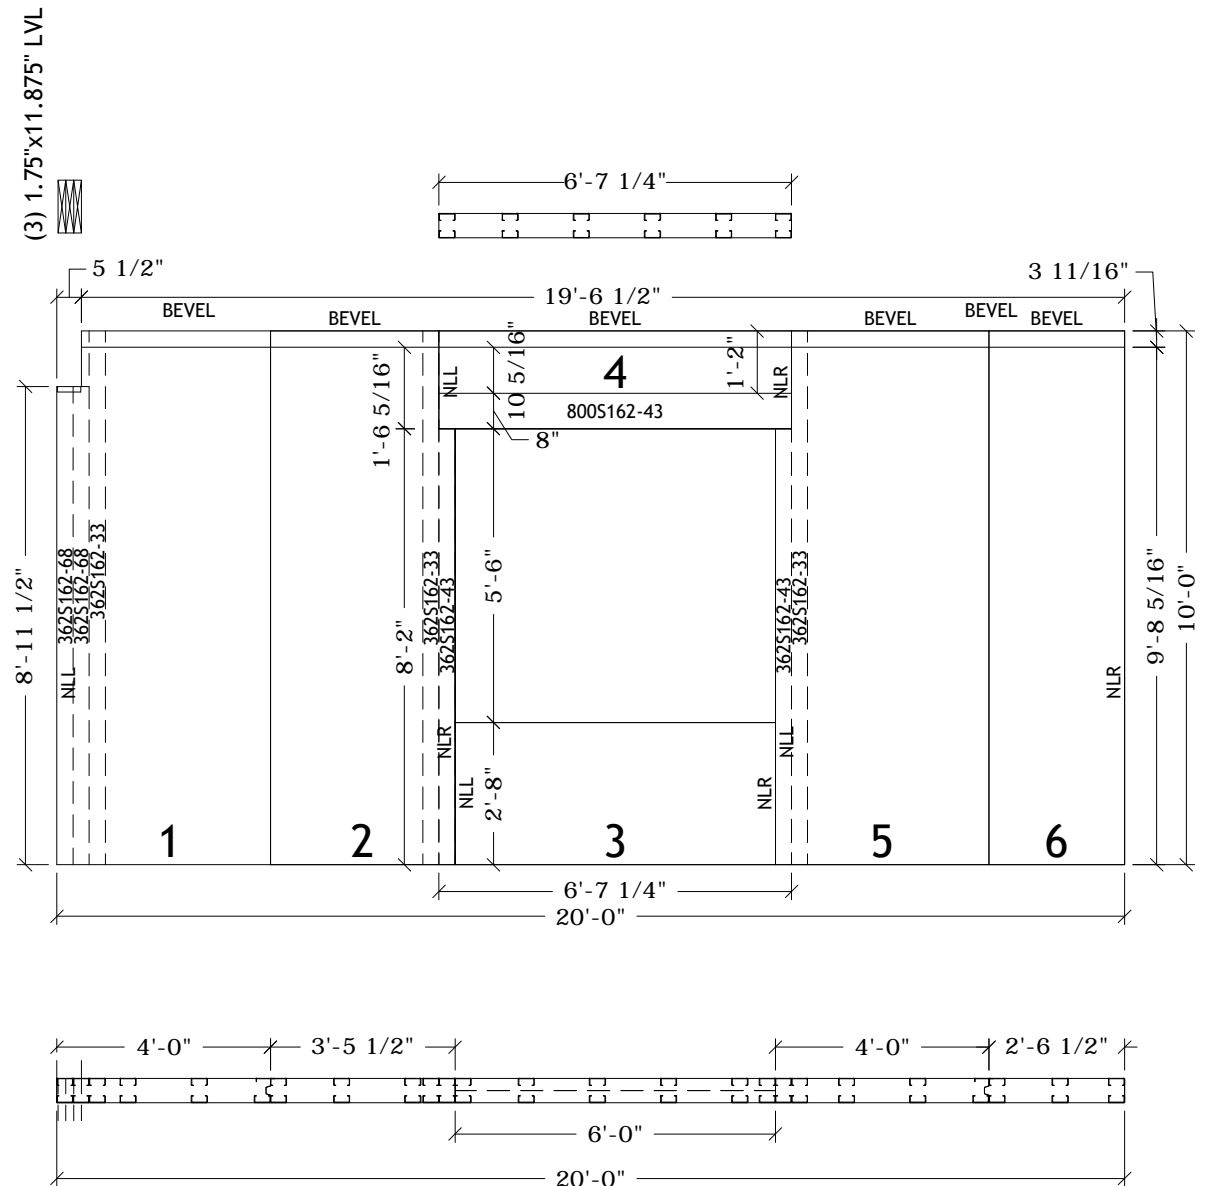 (3) 1.75"x11.875" LVL
6'-7 1/4"
5 1/2"
3 11/16"
19'-6 1/2"
BEVEL
BEVEL
BEVEL
BEVEL
BEVEL
BEVEL
1'-6 5/16"
10 5/16"
1'-2"
NLL
4
NLR
800S162-43
8"
8'-11 1/2"
362S162-68
362S162-68
362S162-33
NLL
8'-2"
362S162-33
362S162-43
5'-6"
362S162-43
362S162-33
9'-8 5/16"
10'-0"
NLR
NLR
NLL
NLL
2'-8"
NLR
1
2
3
5
6
6'-7 1/4"
20'-0"
4'-0"
3'-5 1/2"
4'-0"
2'-6 1/2"
6'-0"
20'-0"